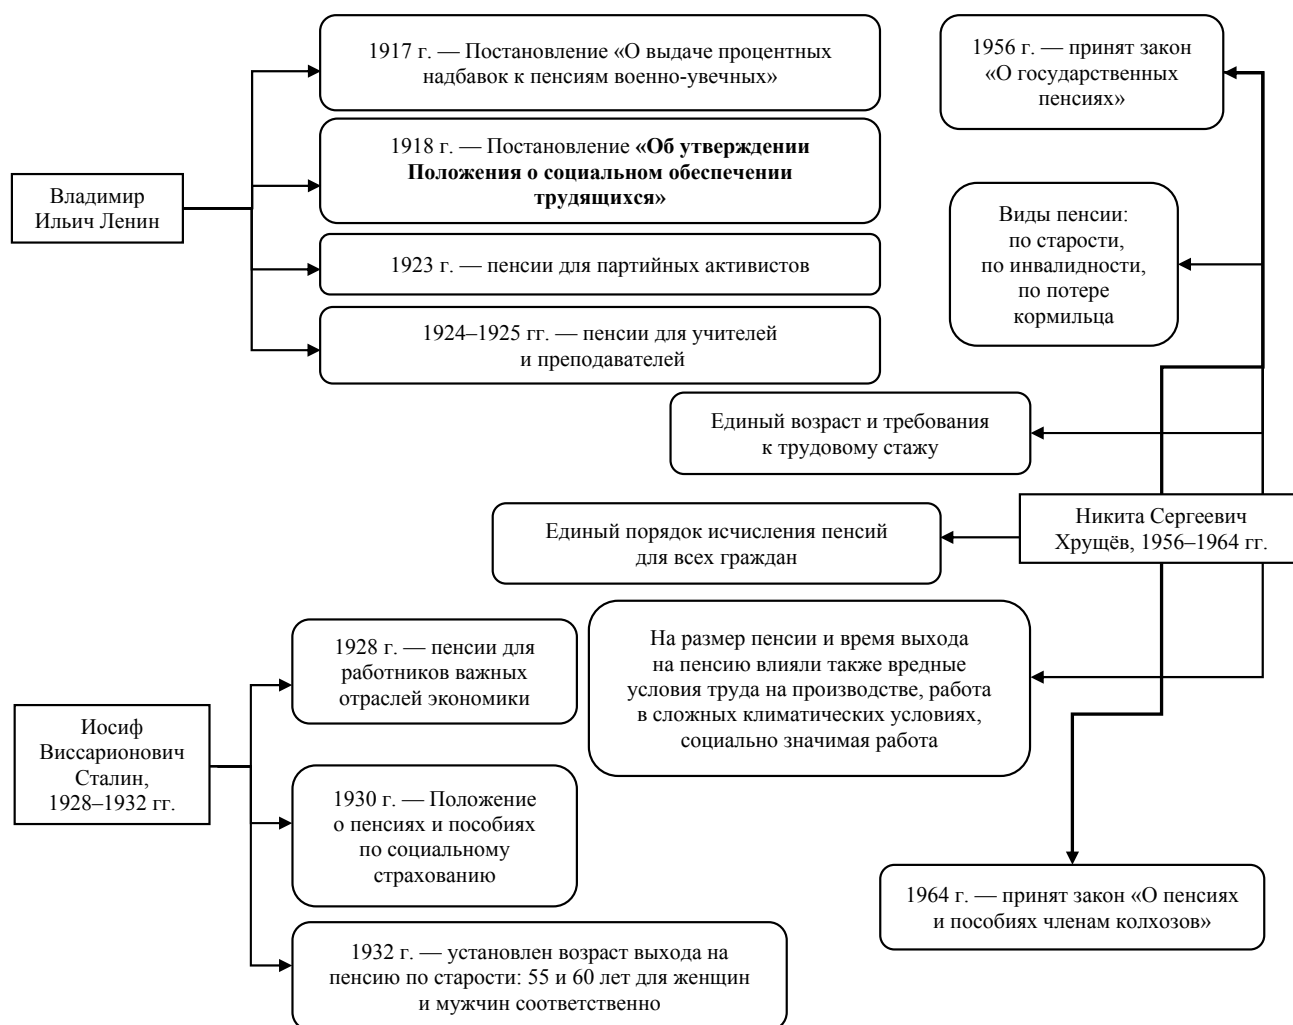 Владимир
Ильич Ленин
1917 г. — Постановление «О выдаче процентных
надбавок к пенсиям военно-увечных»
1918 г. — Постановление «Об утверждении
Положения о социальном обеспечении
трудящихся»
1923 г. — пенсии для партийных активистов
1924–1925 гг. — пенсии для учителей
и преподавателей
Иосиф
Виссарионович
Сталин,
1928–1932 гг.
1928 г. — пенсии для
работников важных
отраслей экономики
1930 г. — Положение
о пенсиях и пособиях
по социальному
страхованию
1932 г. — установлен возраст выхода на
пенсию по старости: 55 и 60 лет для женщин
и мужчин соответственно
Никита Сергеевич
Хрущёв, 1956–1964 гг.
1956 г. — принят закон
«О государственных
пенсиях»
Виды пенсии:
по старости,
по инвалидности,
по потере
кормильца
Единый возраст и требования
к трудовому стажу
Единый порядок исчисления пенсий
для всех граждан
На размер пенсии и время выхода
на пенсию влияли также вредные
условия труда на производстве, работа
в сложных климатических условиях,
социально значимая работа
1964 г. — принят закон «О пенсиях
и пособиях членам колхозов»